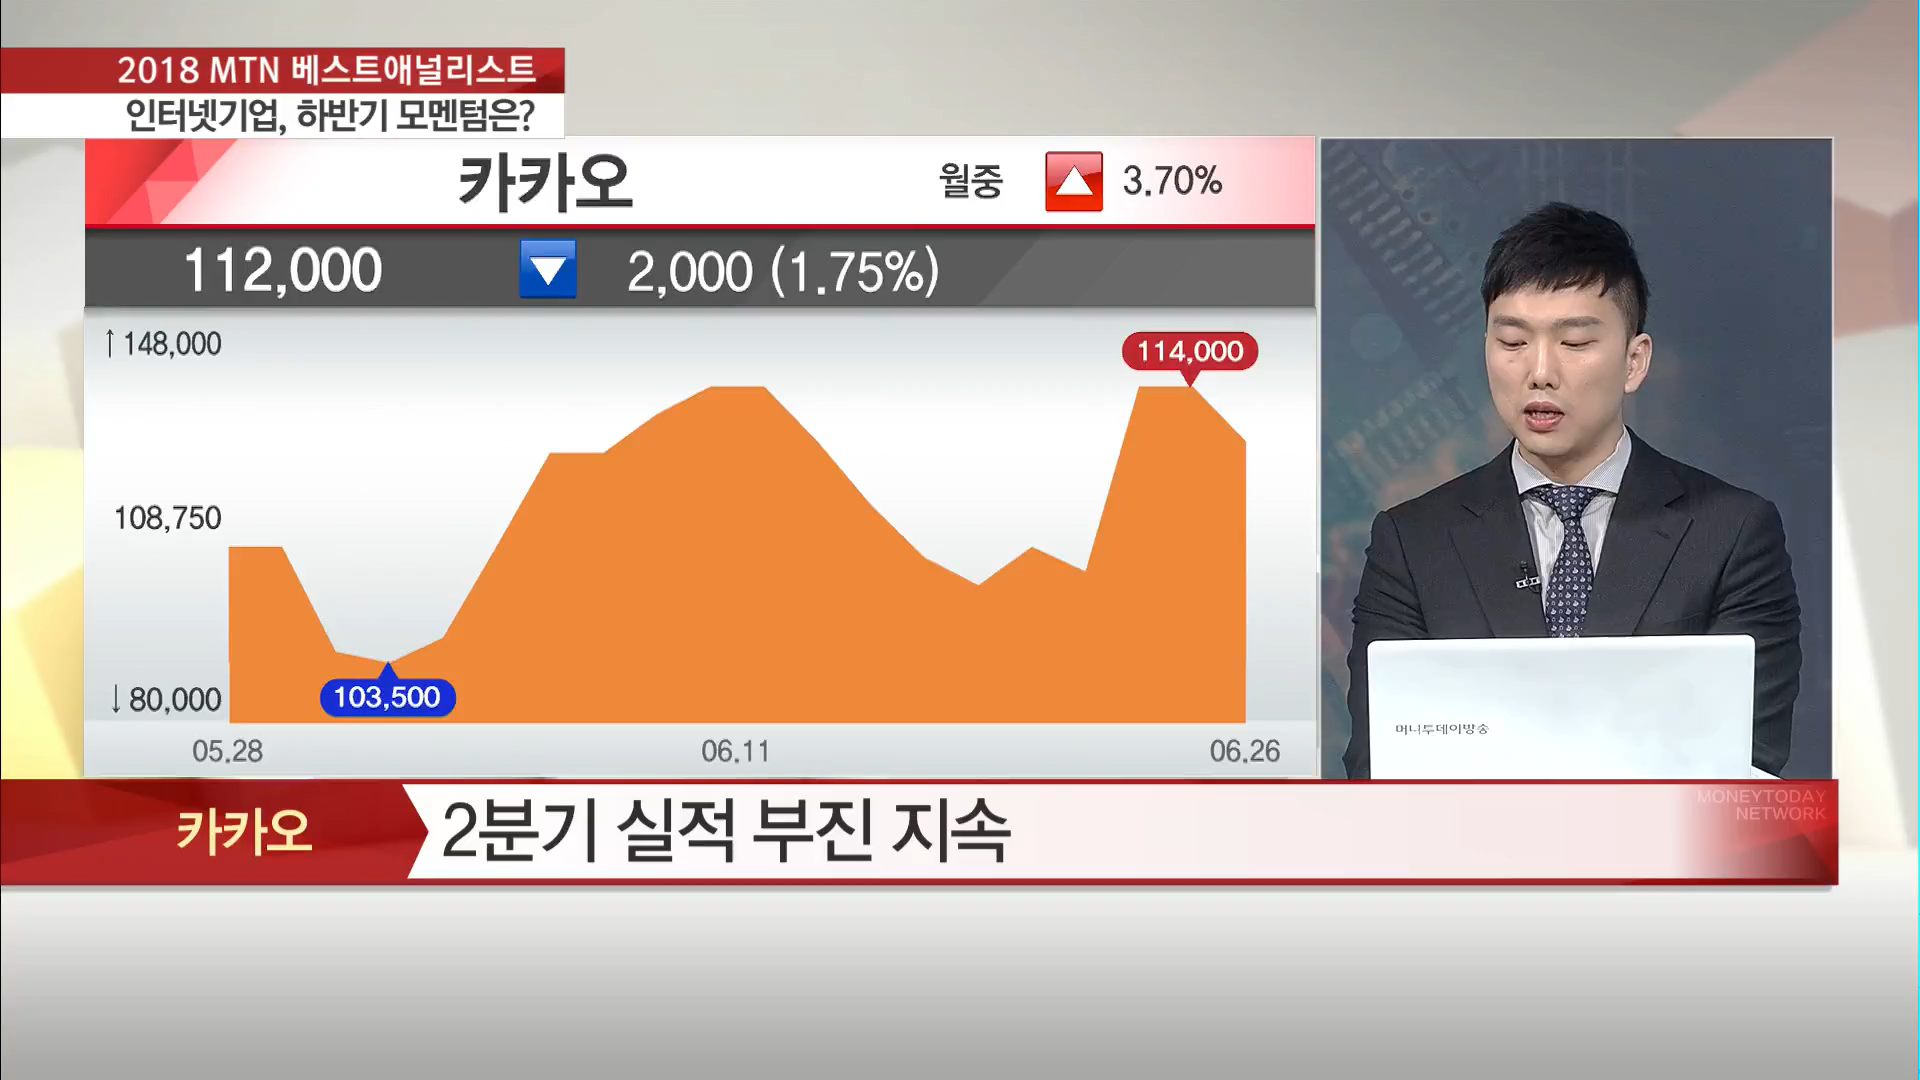 2018 MTN 베스트애널리스트
인터넷기업, 하반기 모멘텀은?
카카오 월중 3.70%
112,000 ▼ 2,000 (1.75%)
↑ 148,000
114,000
108,750
103,500
↓ 80,000
05.28 06.11 06.26
머니투데이방송
MONEYTODAY
NETWORK
카카오 2분기 실적 부진 지속